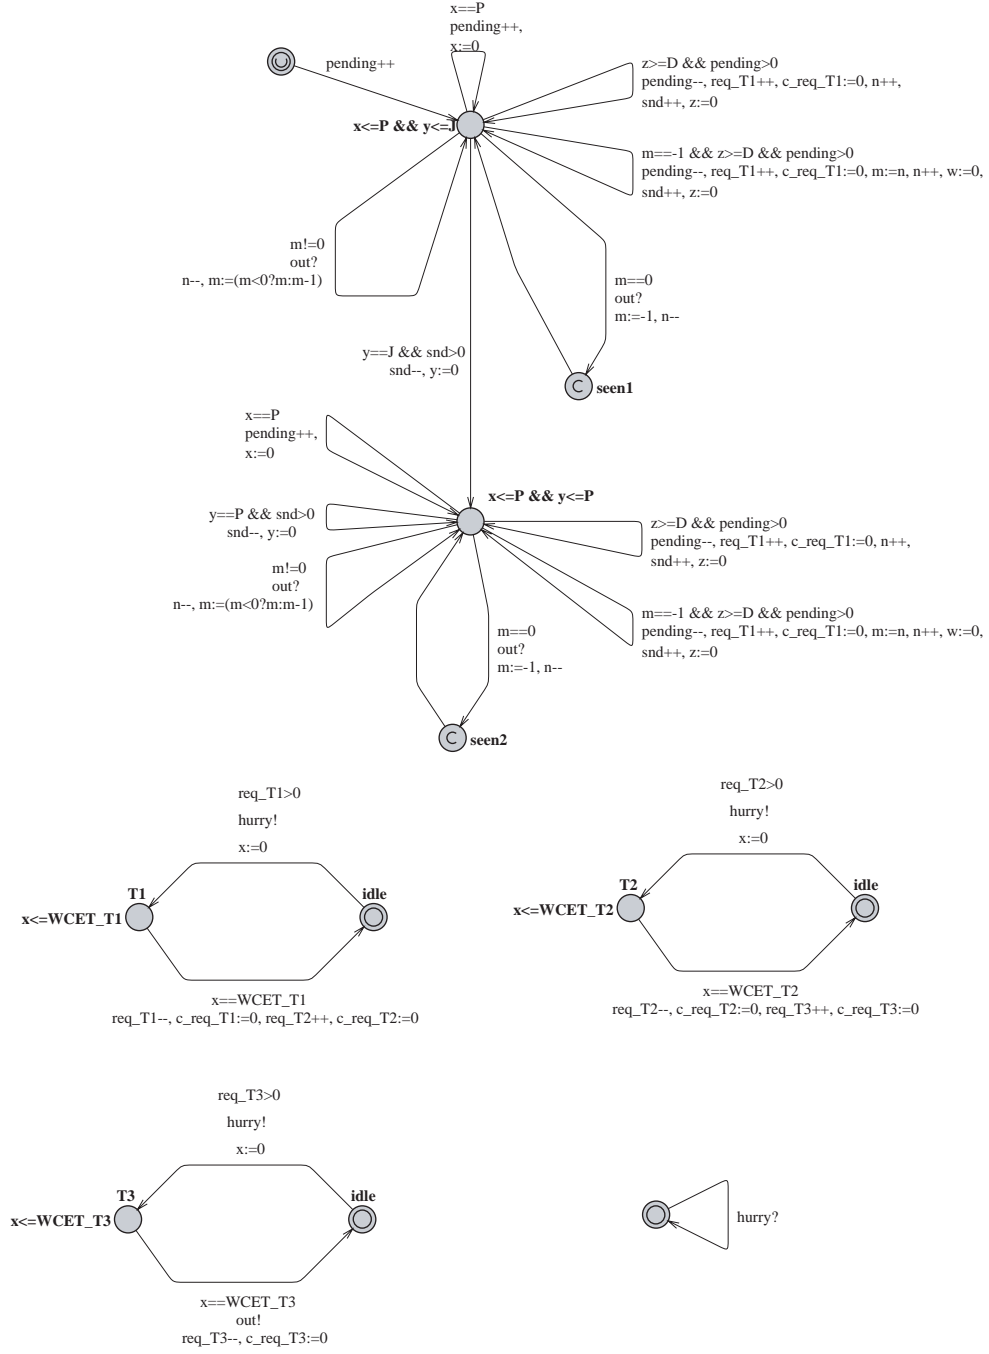 x==P
pending++,
x:=0
pending++
z>=D && pending>0
pending--, req_T1++, c_req_T1:=0, n++,
snd++, z:=0
x<=P && y<=J
m==-1 && z>=D && pending>0
pending--, req_T1++, c_req_T1:=0, m:=n, n++, w:=0,
snd++, z:=0
m!=0
out?
n--, m:=(m<0?m:m-1)
m==0
out?
m:=-1, n--
y==J && snd>0
snd--, y:=0
C
seen1
x==P
pending++,
x:=0
x<=P && y<=P
y==P && snd>0
snd--, y:=0
z>=D && pending>0
pending--, req_T1++, c_req_T1:=0, n++,
snd++, z:=0
m!=0
out?
n--, m:=(m<0?m:m-1)
m==-1 && z>=D && pending>0
pending--, req_T1++, c_req_T1:=0, m:=n, n++, w:=0,
snd++, z:=0
m==0
out?
m:=-1, n--
C
seen2
req_T1>0
hurry!
x:=0
T1
idle
x<=WCET_T1
x==WCET_T1
req_T1--, c_req_T1:=0, req_T2++, c_req_T2:=0
req_T2>0
hurry!
x:=0
T2
idle
x<=WCET_T2
x==WCET_T2
req_T2--, c_req_T2:=0, req_T3++, c_req_T3:=0
req_T3>0
hurry!
x:=0
T3
idle
x<=WCET_T3
x==WCET_T3
out!
req_T3--, c_req_T3:=0
hurry?